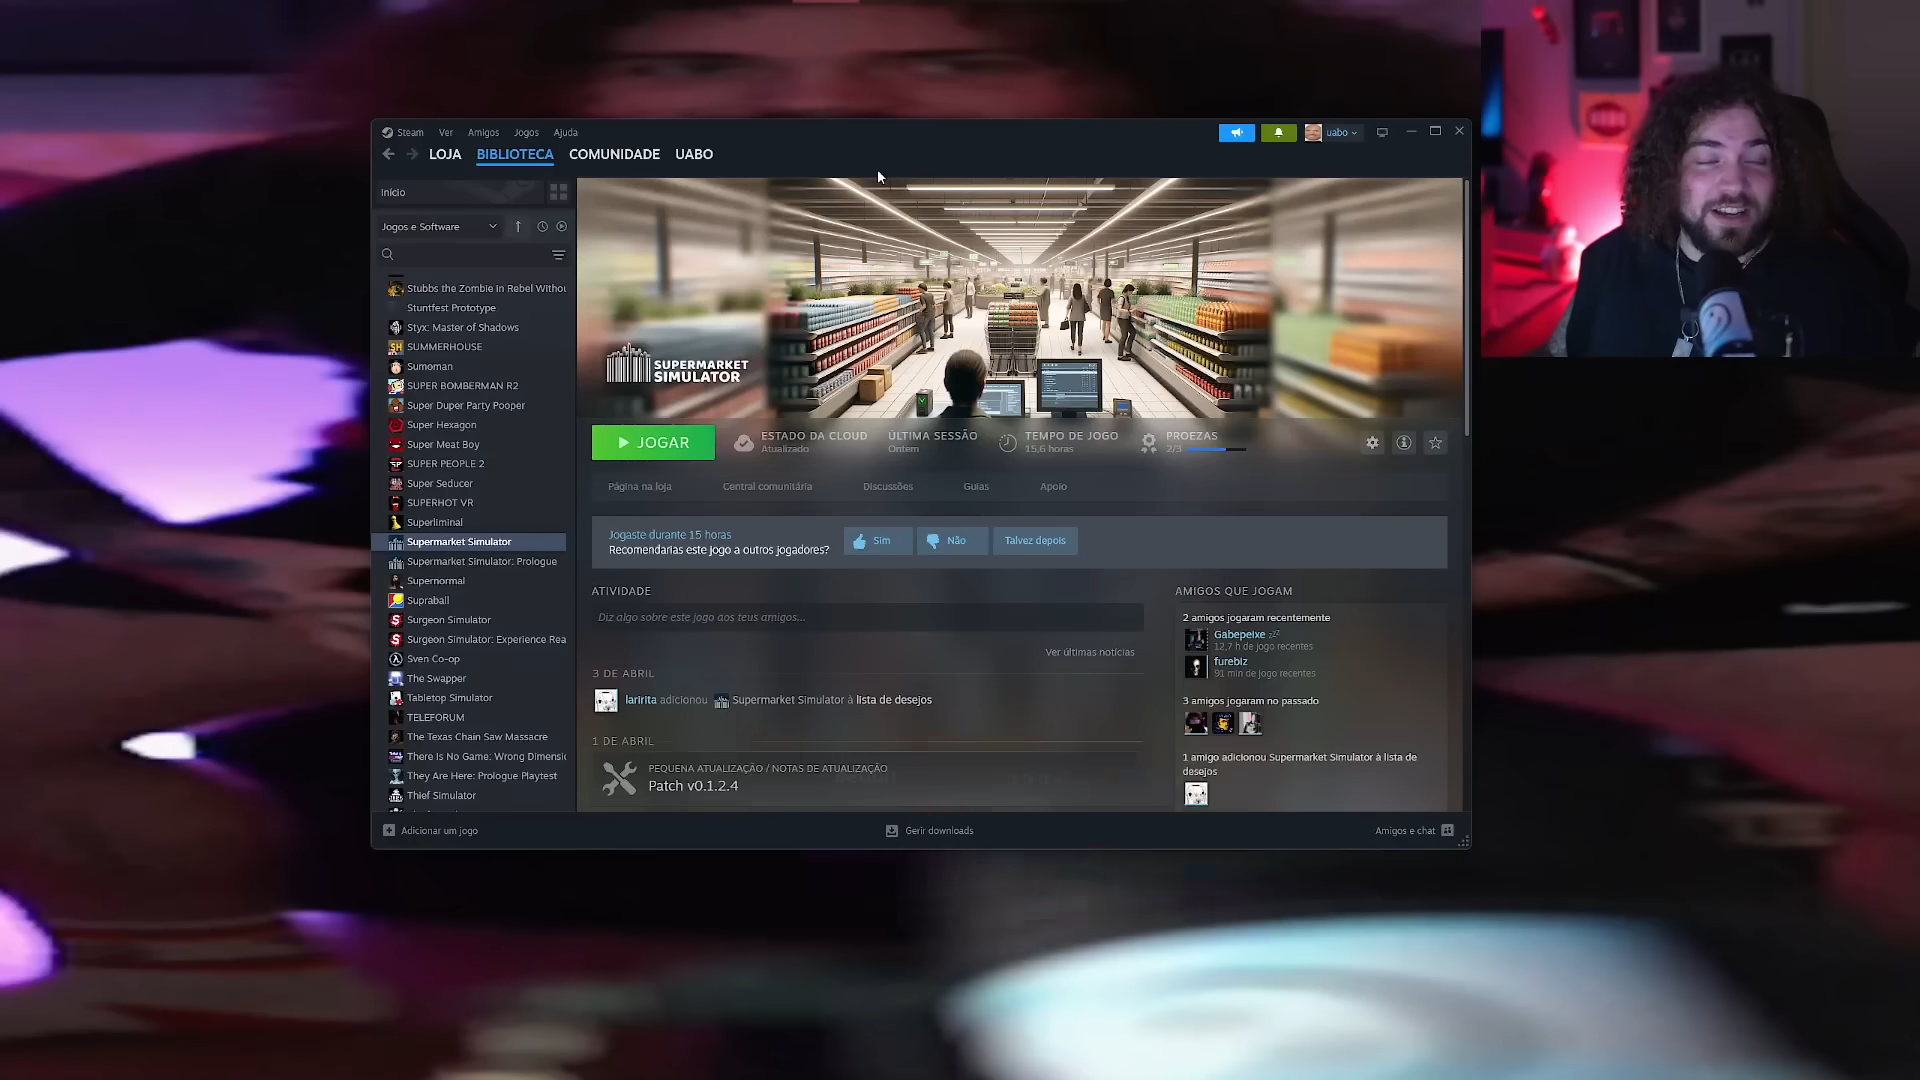 Steam Ver Amigos Jogos Ajuda
uabo
LOJA BIBLIOTECA COMUNIDADE UABO
Início
Jogos e Software
Stubbs the Zombie in Rebel Withou
Stuntfest Prototype
Styx: Master of Shadows
SUMMERHOUSE
Sumoman
SUPER BOMBERMAN R2
Super Duper Party Pooper
Super Hexagon
Super Meat Boy
SUPER PEOPLE 2
Super Seducer
SUPERHOT VR
Superliminal
Supermarket Simulator
Supermarket Simulator: Prologue
Supernormal
Supraball
Surgeon Simulator
Surgeon Simulator: Experience Rea
Sven Co-op
The Swapper
Tabletop Simulator
TELEFORUM
The Texas Chain Saw Massacre
There Is No Game: Wrong Dimensio
They Are Here: Prologue Playtest
Thief Simulator
SUPERMARKET
SIMULATOR
JOGAR
ESTADO DA CLOUD
Atualizado
ÚLTIMA SESSÃO
Ontem
TEMPO DE JOGO
15,6 horas
PROEZAS
2/3
Página na loja Central comunitária Discussões Guias Apoio
Jogaste durante 15 horas
Recomendarias este jogo a outros jogadores?
Sim Não Talvez depois
ATIVIDADE
Diz algo sobre este jogo aos teus amigos...
Ver últimas notícias
3 DE ABRIL
laririta adicionou Supermarket Simulator à lista de desejos
1 DE ABRIL
PEQUENA ATUALIZAÇÃO / NOTAS DE ATUALIZAÇÃO
Patch v0.1.2.4
AMIGOS QUE JOGAM
2 amigos jogaram recentemente
Gabepeixe zzz
12,7 h de jogo recentes
furebiz
91 min de jogo recentes
3 amigos jogaram no passado
1 amigo adicionou Supermarket Simulator à lista de
desejos
Adicionar um jogo
Gerir downloads
Amigos e chat